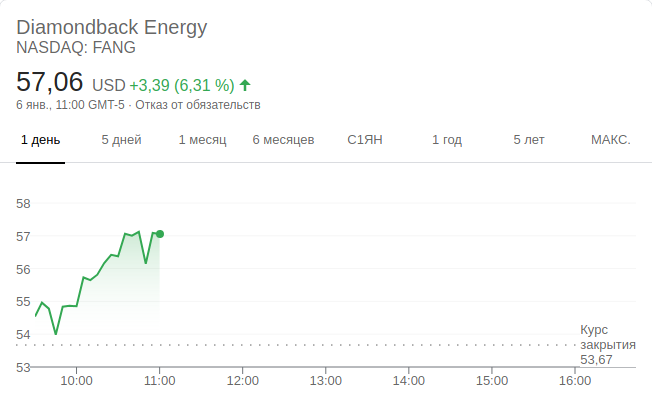 Diamondback Energy
NASDAQ: FANG
57,06 USD +3,39 (6,31 %)
6 янв., 11:00 GMT-5 · Отказ от обязательств
1 день 5 дней 1 месяц 6 месяцев С1ЯН 1 год 5 лет МАКС.
58
57
56
55
54
Курс
закрытия
53,67
53
10:00 11:00 12:00 13:00 14:00 15:00 16:00